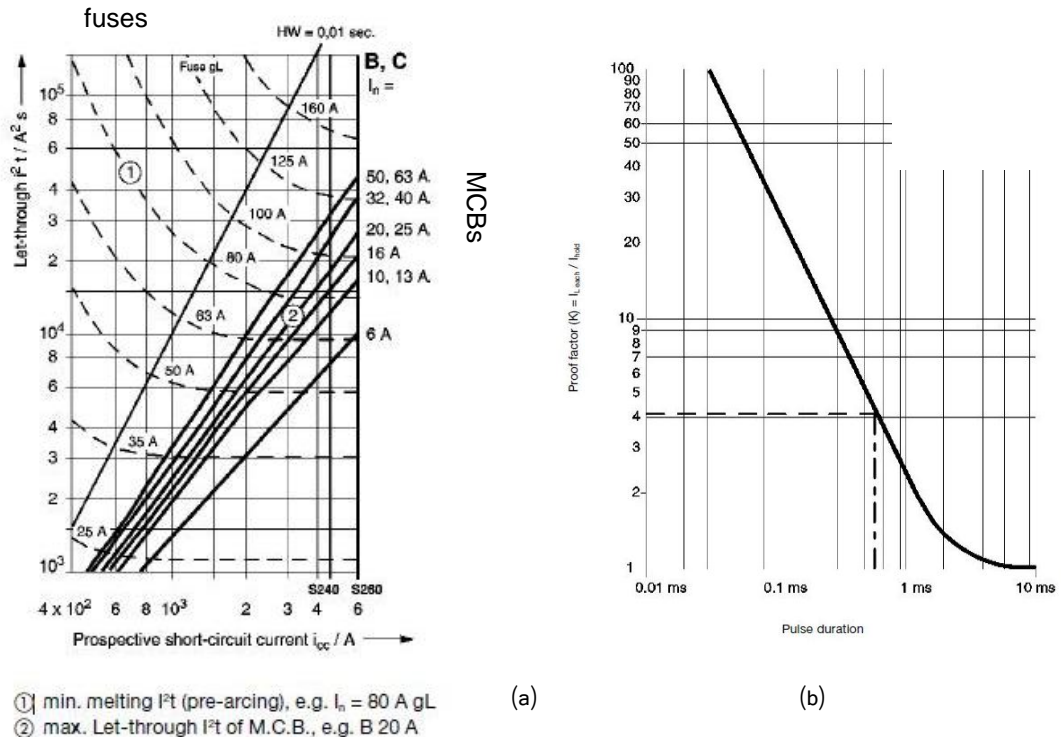 fuses
HW = 0,01 sec.
B, C
Iₙ =
Fuse gL
Let-through I²t / A² s
10⁵
8
6
4
3
2
10⁴
8
6
4
3
2
10³
160 A
125 A
100 A
80 A
63 A
50 A
35 A
25 A
①
②
50, 63 A.
32, 40 A.
20, 25 A.
16 A
10, 13 A.
6 A
MCBs
S240 S260
4 x 10² 6 8 10³ 2 3 4 6
Prospective short-circuit current i꜀꜀ / A
① min. melting I²t (pre-arcing), e.g. Iₙ = 80 A gL
② max. Let-through I²t of M.C.B., e.g. B 20 A
(a)
100
90
80
70
60
50
40
30
20
10
9
8
7
6
5
4
3
2
1
Proof factor (K) = I_L each / I_hold
0.01 ms 0.1 ms 1 ms 10 ms
Pulse duration
(b)